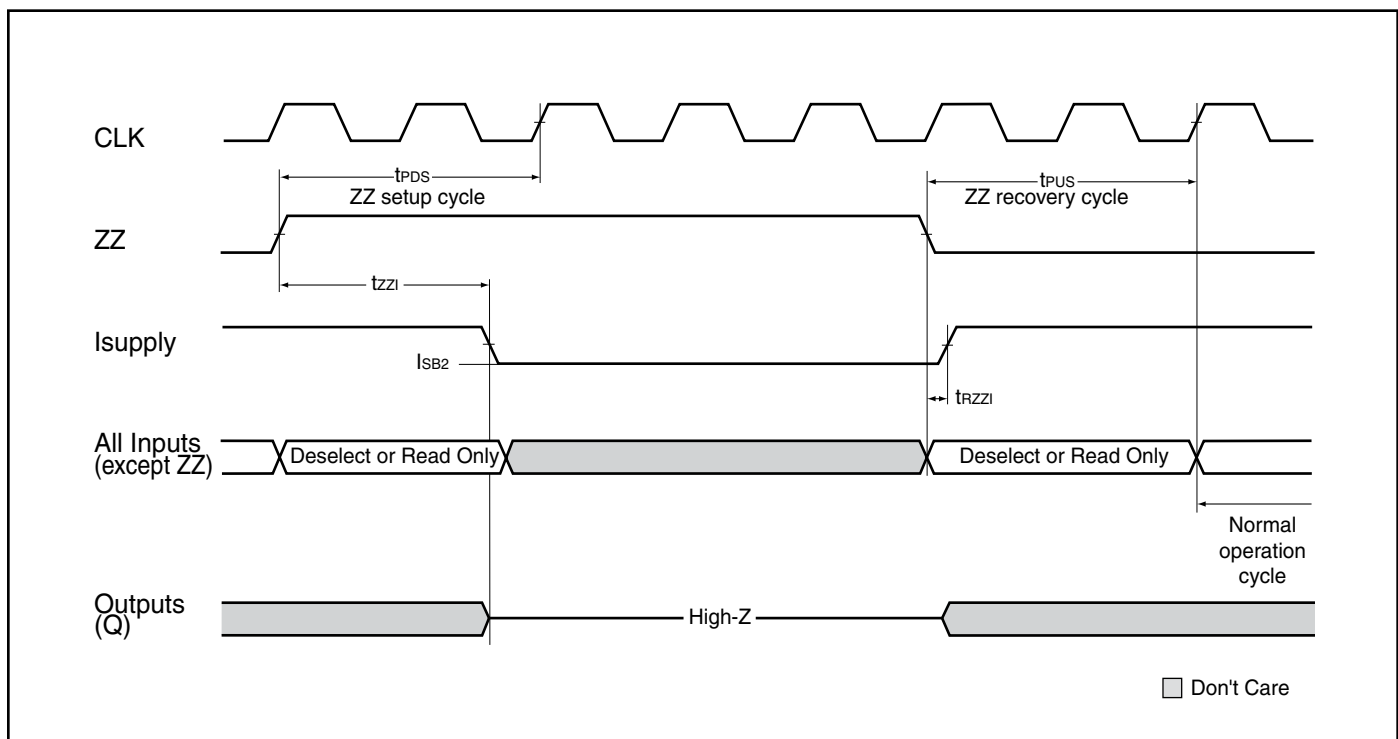 CLK
tPDS
ZZ setup cycle
tPUS
ZZ recovery cycle
ZZ
tZZI
Isupply
ISB2
tRZZI
All Inputs
(except ZZ)
Deselect or Read Only
Deselect or Read Only
Normal
operation
cycle
Outputs
(Q)
High-Z
Don't Care